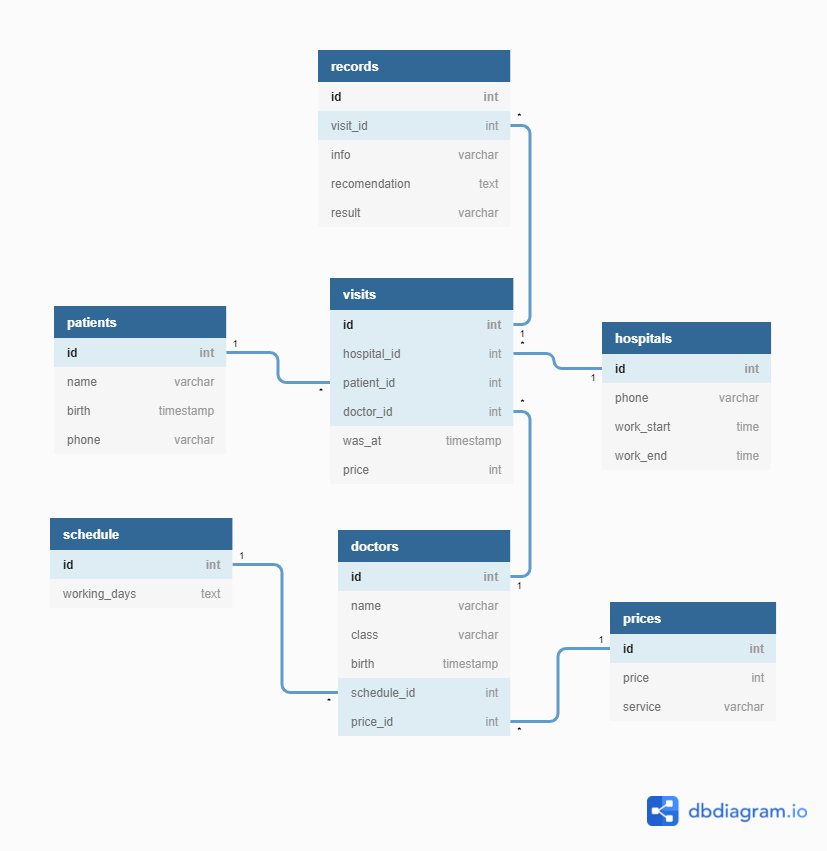 records
id int
visit_id int
info varchar
recomendation text
result varchar
*
1
visits
id int
hospital_id int
patient_id int
doctor_id int
was_at timestamp
price int
*
*
*
patients
id int
name varchar
birth timestamp
phone varchar
1
hospitals
id int
phone varchar
work_start time
work_end time
1
schedule
id int
working_days text
1
doctors
id int
name varchar
class varchar
birth timestamp
schedule_id int
price_id int
1
*
*
prices
id int
price int
service varchar
1
dbdiagram.io